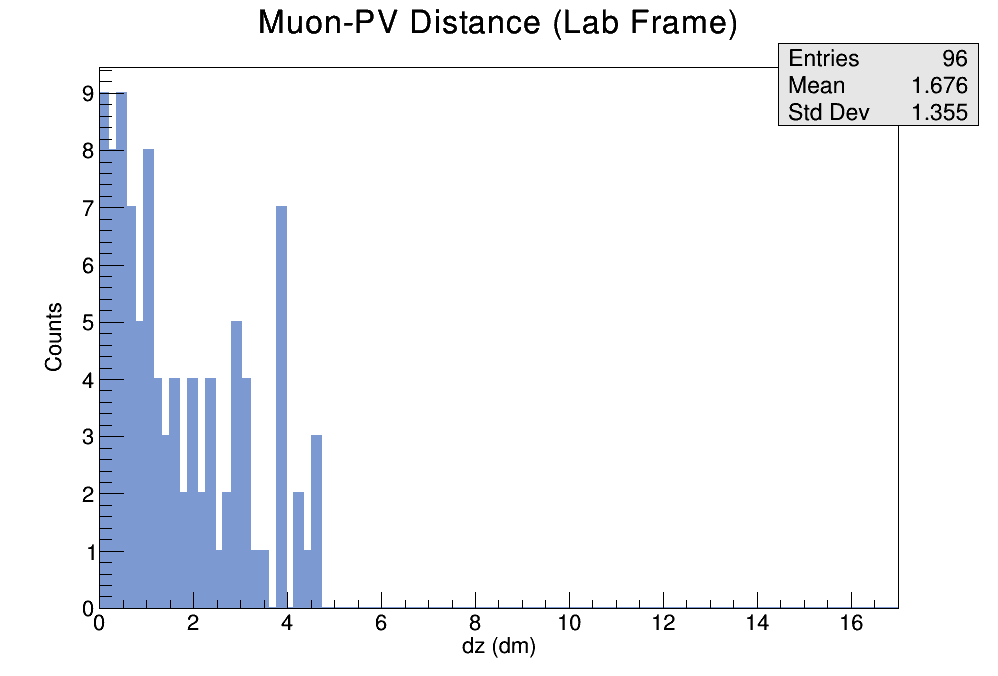 Muon-PV Distance (Lab Frame)
Entries 96
Mean 1.676
Std Dev 1.355
9
8
7
6
5
4
3
2
1
0
Counts
0 2 4 6 8 10 12 14 16
dz (dm)